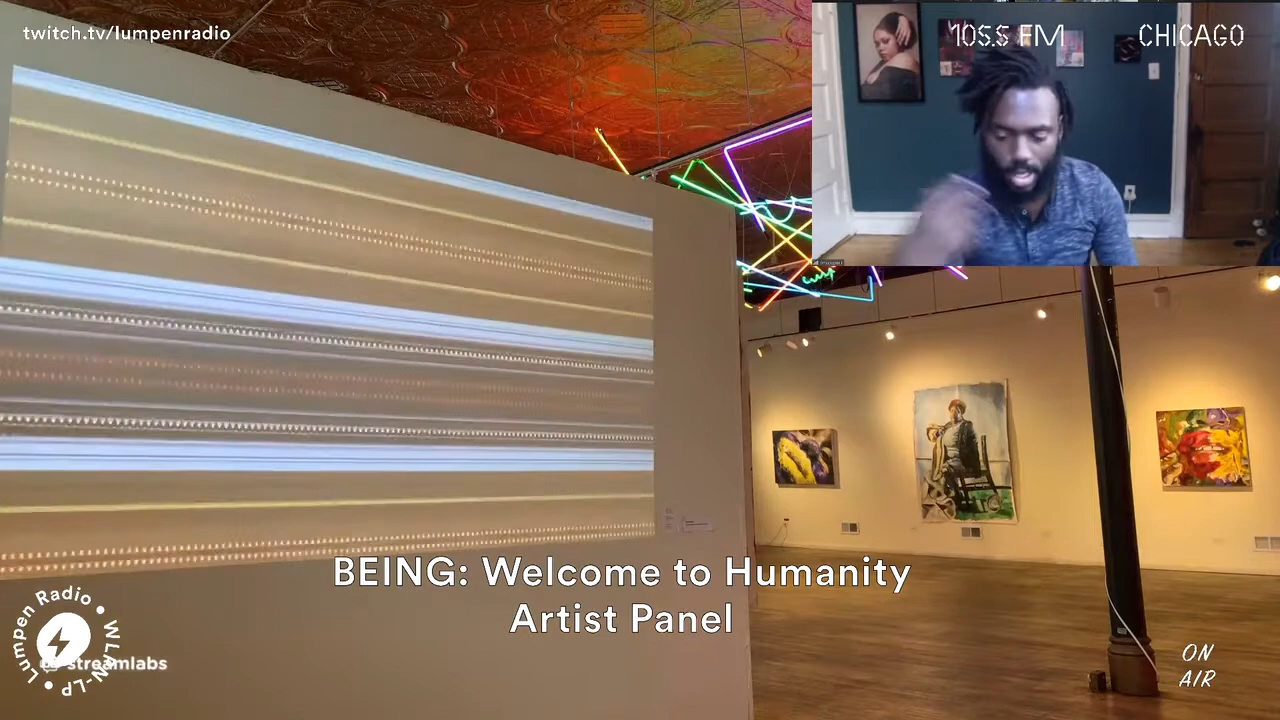 twitch.tv/lumpenradio
105.5 FM
CHICAGO
BEING: Welcome to Humanity
Artist Panel
Lumpen Radio • WLPN-LP •
streamlabs
ON
AIR